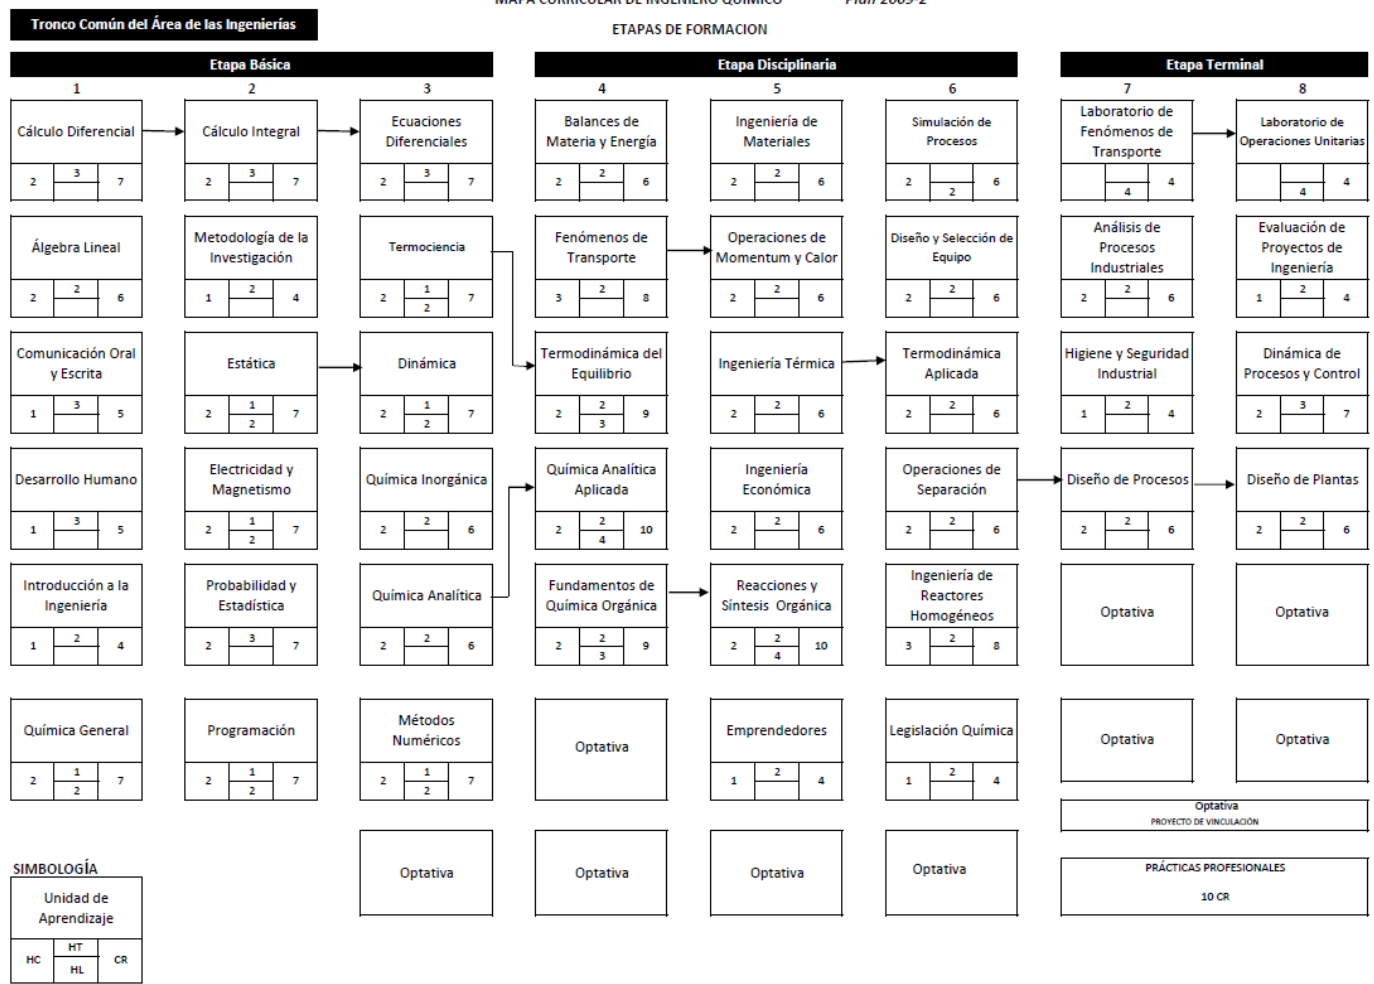 MAPA CURRICULAR DE INGENIERO QUÍMICO Plan 2009-2
Tronco Común del Área de las Ingenierías
ETAPAS DE FORMACION
Etapa Básica Etapa Disciplinaria Etapa Terminal
1 2 3 4 5 6 7 8
Cálculo Diferencial
2 3 7
Cálculo Integral
2 3 7
Ecuaciones
Diferenciales
2 3 7
Balances de
Materia y Energía
2 2 6
Ingeniería de
Materiales
2 2 6
Simulación de
Procesos
2 2 6
Laboratorio de
Fenómenos de
Transporte
4 4
Laboratorio de
Operaciones Unitarias
4 4
Álgebra Lineal
2 2 6
Metodología de la
Investigación
1 2 4
Termociencia
2 1 7
2
Fenómenos de
Transporte
3 2 8
Operaciones de
Momentum y Calor
2 2 6
Diseño y Selección de
Equipo
2 2 6
Análisis de
Procesos
Industriales
2 2 6
Evaluación de
Proyectos de
Ingeniería
1 2 4
Comunicación Oral
y Escrita
1 3 5
Estática
2 1 7
2
Dinámica
2 1 7
2
Termodinámica del
Equilibrio
2 2 9
3
Ingeniería Térmica
2 2 6
Termodinámica
Aplicada
2 2 6
Higiene y Seguridad
Industrial
1 2 4
Dinámica de
Procesos y Control
2 3 7
Desarrollo Humano
1 3 5
Electricidad y
Magnetismo
2 1 7
2
Química Inorgánica
2 2 6
Química Analítica
Aplicada
2 2 10
4
Ingeniería
Económica
2 2 6
Operaciones de
Separación
2 2 6
Diseño de Procesos
2 2 6
Diseño de Plantas
2 2 6
Introducción a la
Ingeniería
1 2 4
Probabilidad y
Estadística
2 3 7
Química Analítica
2 2 6
Fundamentos de
Química Orgánica
2 2 9
3
Reacciones y
Síntesis Orgánica
2 2 10
4
Ingeniería de
Reactores
Homogéneos
3 2 8
Optativa
Optativa
Química General
2 1 7
2
Programación
2 1 7
2
Métodos
Numéricos
2 1 7
2
Optativa
Emprendedores
1 2 4
Legislación Química
1 2 4
Optativa
Optativa
Optativa
PROYECTO DE VINCULACIÓN
Optativa
Optativa
Optativa
Optativa
PRÁCTICAS PROFESIONALES
10 CR
SIMBOLOGÍA
Unidad de
Aprendizaje
HC HT CR
HL